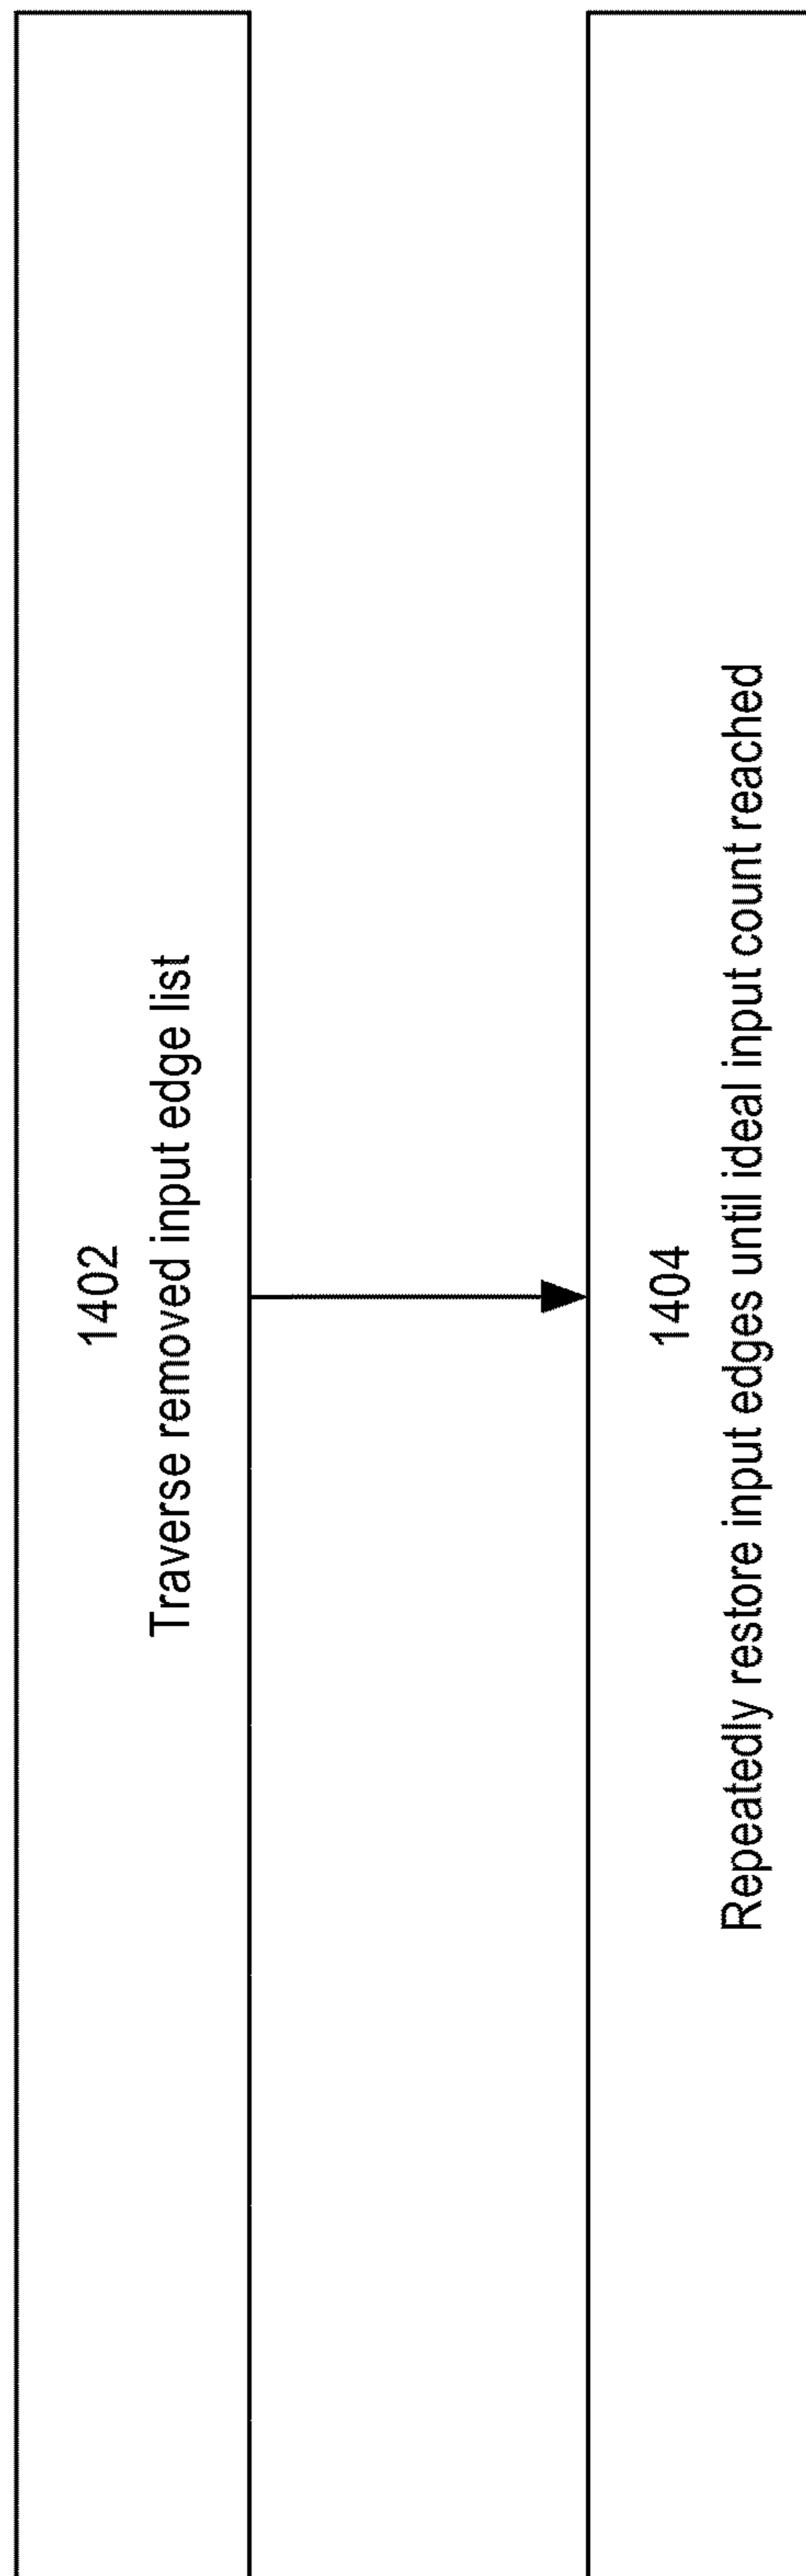 1402
Traverse removed input edge list
1404
Repeatedly restore input edges until ideal input count reached